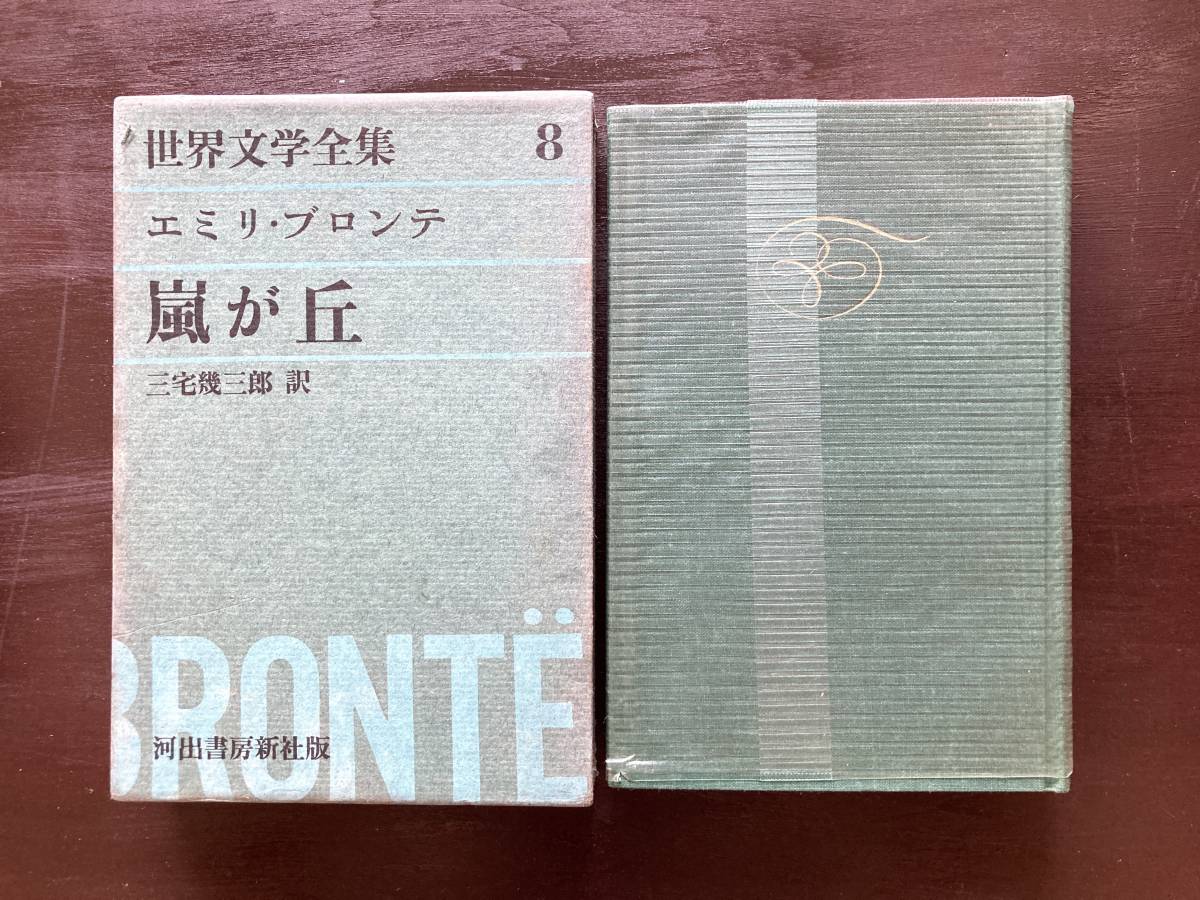 世界文学全集 8
エミリ・ブロンテ
嵐が丘
三宅幾三郎 訳
BRONTË
河出書房新社版